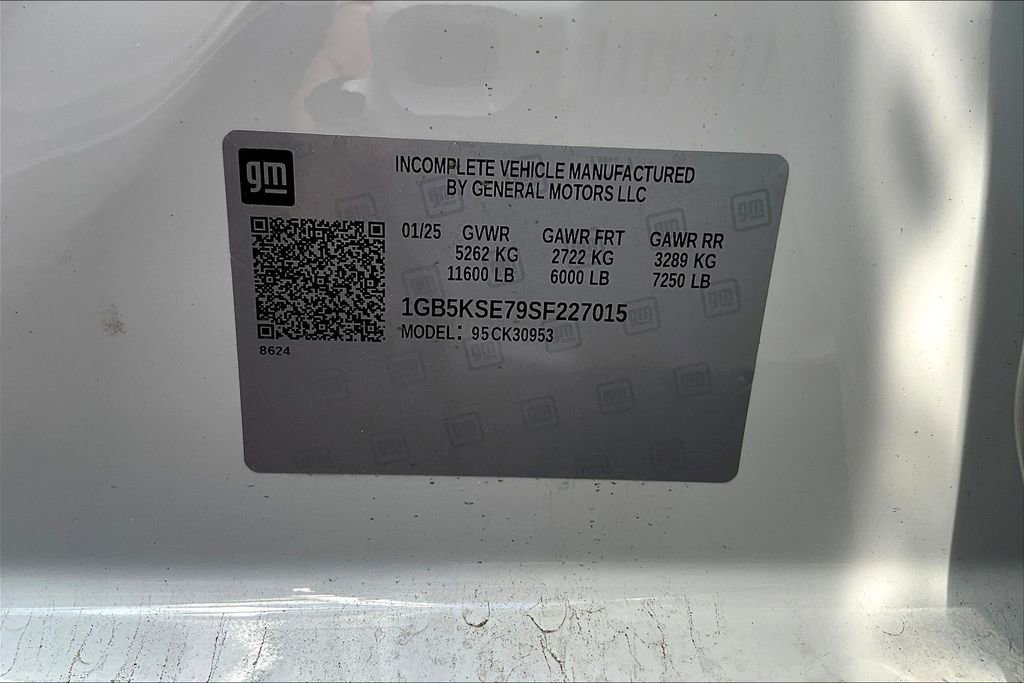 gm
INCOMPLETE VEHICLE MANUFACTURED
BY GENERAL MOTORS LLC
01/25 GVWR GAWR FRT GAWR RR
5262 KG 2722 KG 3289 KG
11600 LB 6000 LB 7250 LB
1GB5KSE79SF227015
MODEL: 95CK30953
8624